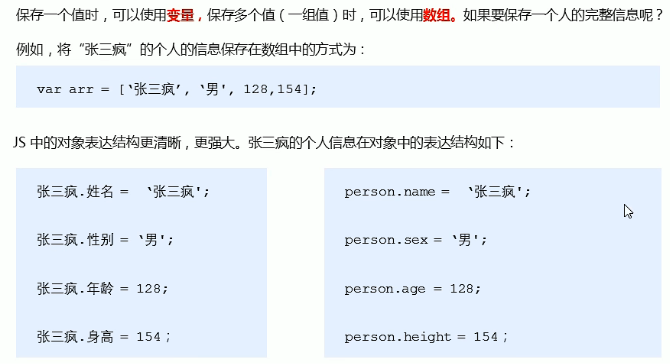 保存一个值时，可以使用变量，保存多个值（一组值）时，可以使用数组。如果要保存一个人的完整信息呢？
例如，将“张三疯”的个人的信息保存在数组中的方式为：
var arr = [‘张三疯’, ‘男', 128,154];
JS 中的对象表达结构更清晰，更强大。张三疯的个人信息在对象中的表达结构如下：
张三疯.姓名 = ‘张三疯';
张三疯.性别 = ‘男';
张三疯.年龄 = 128;
张三疯.身高 = 154；
person.name = ‘张三疯';
person.sex = ‘男';
person.age = 128;
person.height = 154；